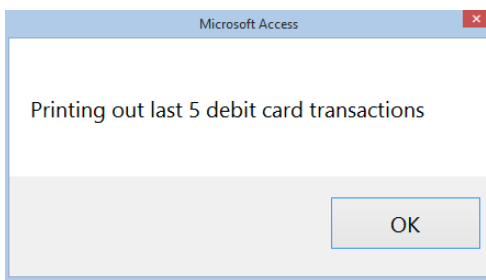 Microsoft Access
Printing out last 5 debit card transactions
OK